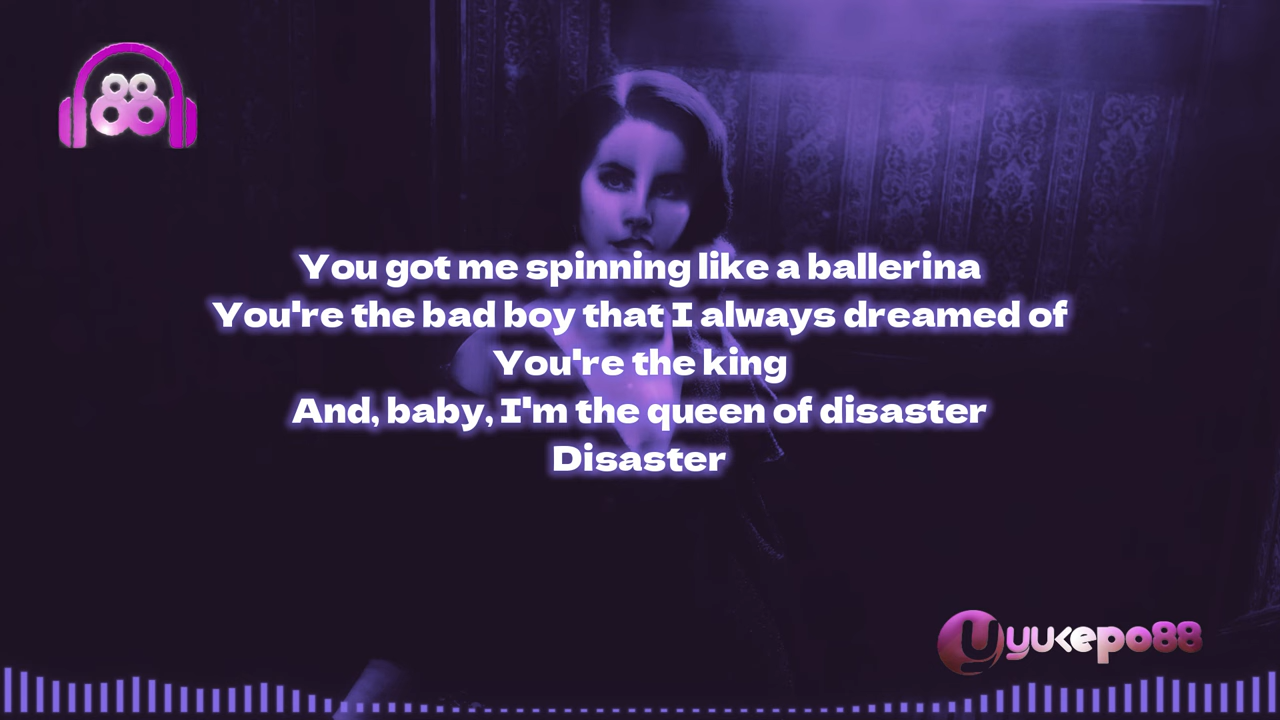 88
You got me spinning like a ballerina
You're the bad boy that I always dreamed of
You're the king
And, baby, I'm the queen of disaster
Disaster
yukepo88